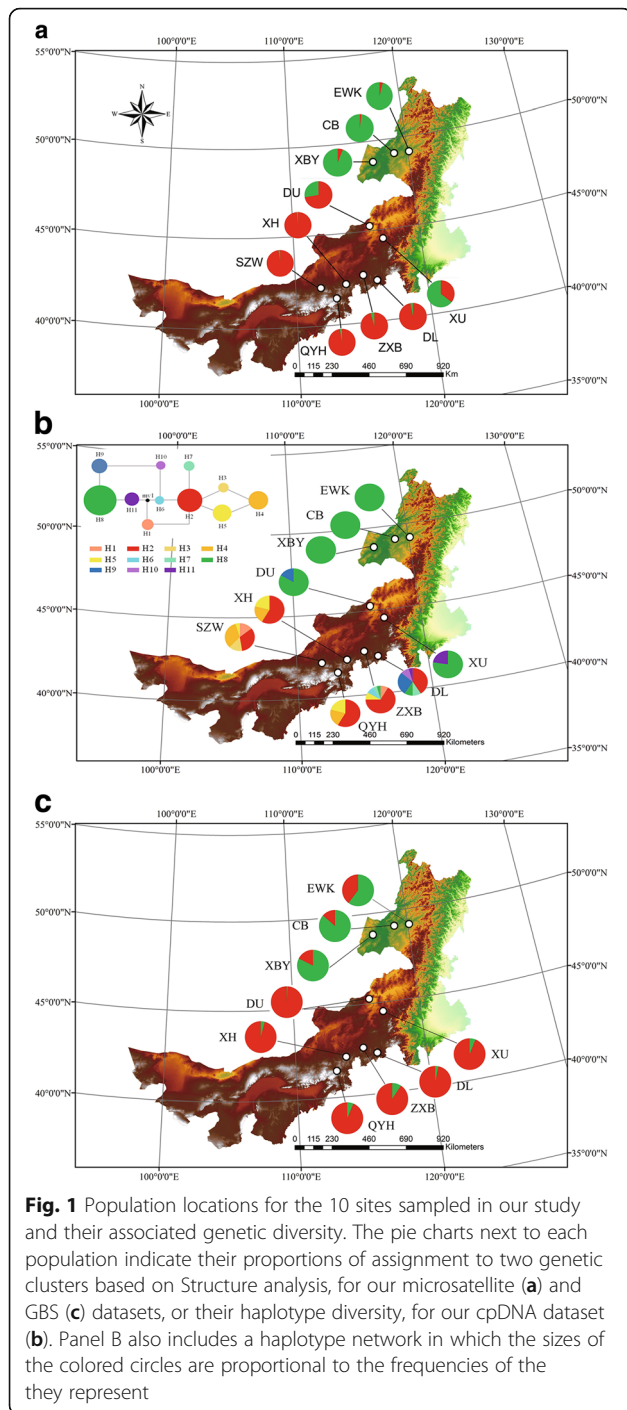 a
100°0'0"E
110°0'0"E
120°0'0"E
130°0'0"E
55°0'0"N
50°0'0"N
45°0'0"N
40°0'0"N
50°0'0"N
45°0'0"N
40°0'0"N
35°0'0"N
N
W
E
S
EWK
CB
XBY
DU
XH
SZW
QYH
ZXB
DL
XU
0 115 230 460 690 920
Km
100°0'0"E
110°0'0"E
120°0'0"E
b
100°0'0"E
110°0'0"E
120°0'0"E
130°0'0"E
55°0'0"N
50°0'0"N
45°0'0"N
40°0'0"N
50°0'0"N
45°0'0"N
40°0'0"N
35°0'0"N
H9
H10
H7
H3
H8
H11
mv1
H6
H2
H4
H1
H5
H1 H2 H3 H4
H5 H6 H7 H8
H9 H10 H11
EWK
CB
XBY
DU
XH
SZW
QYH
ZXB
DL
XU
0 115 230 460 690 920
Kilometers
100°0'0"E
110°0'0"E
120°0'0"E
c
100°0'0"E
110°0'0"E
120°0'0"E
130°0'0"E
55°0'0"N
50°0'0"N
45°0'0"N
40°0'0"N
50°0'0"N
45°0'0"N
40°0'0"N
35°0'0"N
EWK
CB
XBY
DU
XH
QYH
ZXB
DL
XU
0 115 230 460 690 920
Kilometers
100°0'0"E
110°0'0"E
120°0'0"E
Fig. 1 Population locations for the 10 sites sampled in our study
and their associated genetic diversity. The pie charts next to each
population indicate their proportions of assignment to two genetic
clusters based on Structure analysis, for our microsatellite (a) and
GBS (c) datasets, or their haplotype diversity, for our cpDNA dataset
(b). Panel B also includes a haplotype network in which the sizes of
the colored circles are proportional to the frequencies of the
they represent